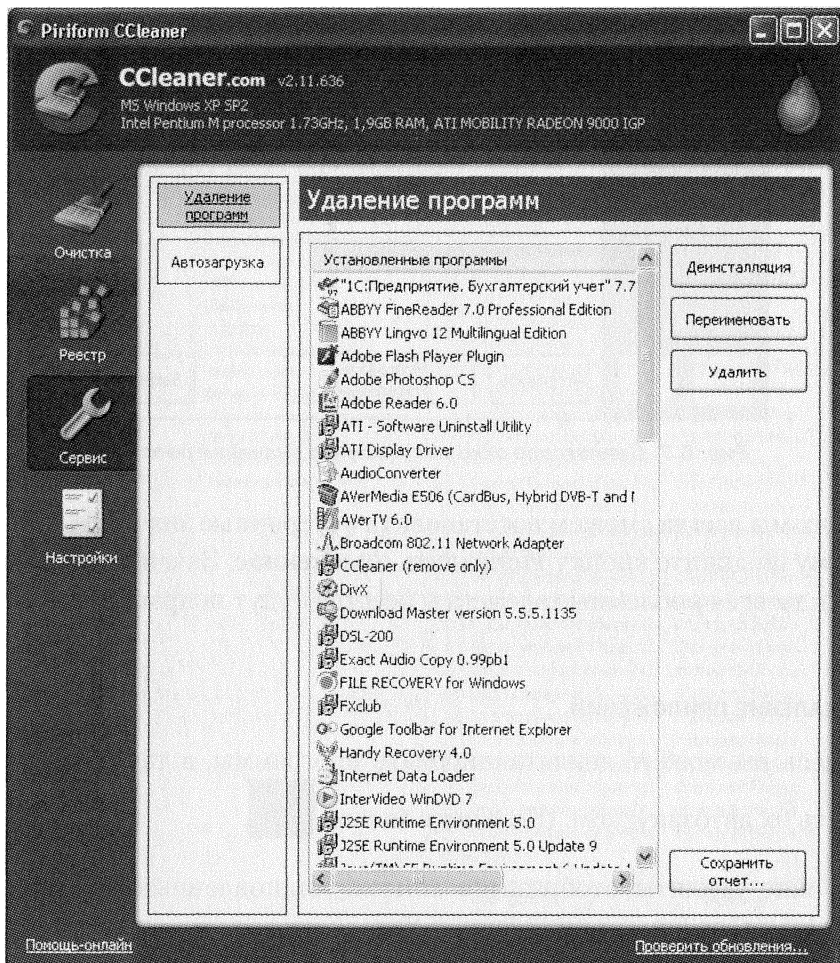 Piriform CCleaner
CCleaner.com v2.11.636
MS Windows XP SP2
Intel Pentium M processor 1.73GHz, 1,9GB RAM, ATI MOBILITY RADEON 9000 IGP
Очистка
Реестр
Сервис
Настройки
Удаление
программ
Автозагрузка
Удаление программ
Установленные программы
"1С:Предприятие. Бухгалтерский учет" 7.7
ABBYY FineReader 7.0 Professional Edition
ABBYY Lingvo 12 Multilingual Edition
Adobe Flash Player Plugin
Adobe Photoshop CS
Adobe Reader 6.0
ATI - Software Uninstall Utility
ATI Display Driver
AudioConverter
AVerMedia E506 (CardBus, Hybrid DVB-T and
AVerTV 6.0
Broadcom 802.11 Network Adapter
CCleaner (remove only)
DivX
Download Master version 5.5.5.1135
DSL-200
Exact Audio Copy 0.99pb1
FILE RECOVERY for Windows
FXclub
Google Toolbar for Internet Explorer
Handy Recovery 4.0
Internet Data Loader
InterVideo WinDVD 7
J2SE Runtime Environment 5.0
J2SE Runtime Environment 5.0 Update 9
Деинсталляция
Переименовать
Удалить
Сохранить
отчет...
Помощь-онлайн
Проверить обновления...